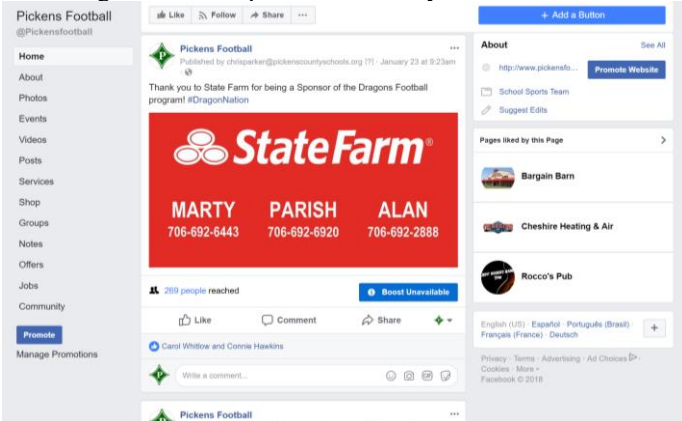 Pickens Football
@Pickensfootball
Home
About
Photos
Events
Videos
Posts
Services
Shop
Groups
Notes
Offers
Jobs
Community
Promote
Manage Promotions
Like Follow Share ...
Pickens Football
Published by chrisparker@pickenscountyschools.org [?] · January 23 at 9:23am
Thank you to State Farm for being a Sponsor of the Dragons Football
program! #DragonNation
State Farm®
MARTY PARISH ALAN
706-692-6443 706-692-6920 706-692-2888
269 people reached
Boost Unavailable
Like Comment Share
Carol Whitlow and Connie Hawkins
Write a comment...
GIF
Pickens Football
+ Add a Button
About See All
http://www.pickensfo... Promote Website
School Sports Team
Suggest Edits
Pages liked by this Page
Bargain Barn
Cheshire Heating & Air
Rocco's Pub
English (US) · Español · Português (Brasil) ·
Français (France) · Deutsch
Privacy · Terms · Advertising · Ad Choices ·
Cookies · More
Facebook © 2018